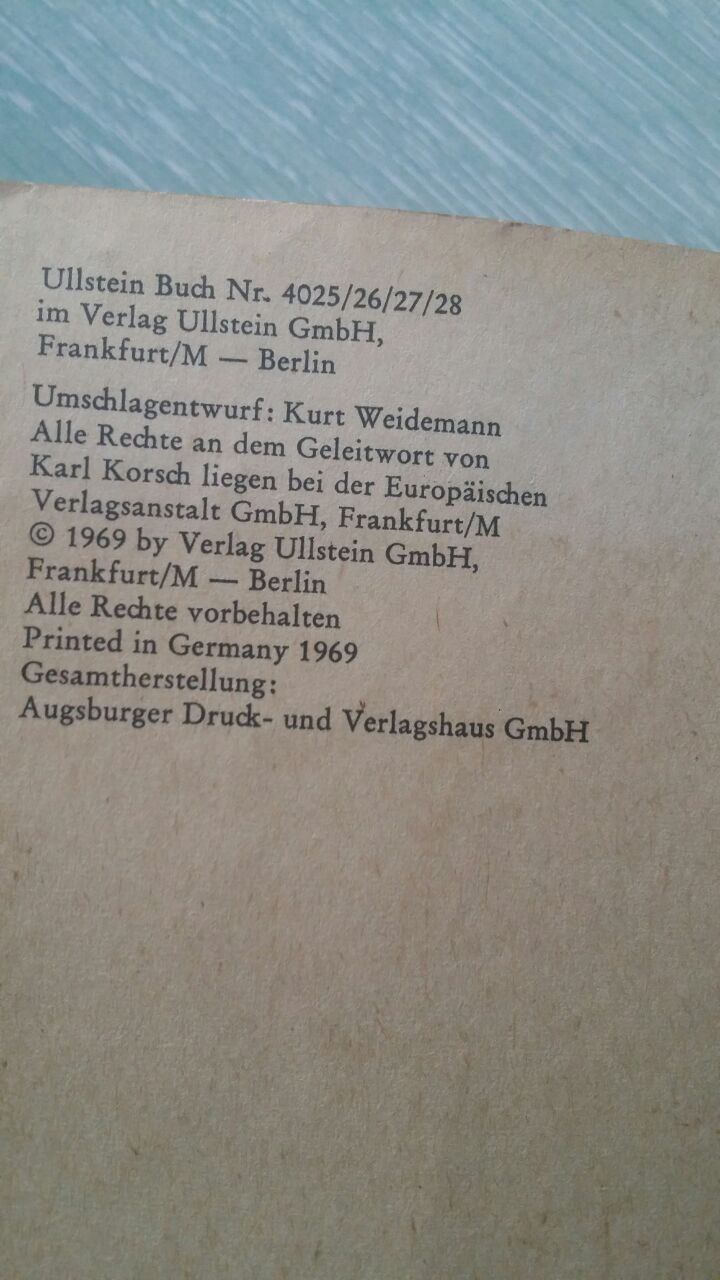 Ullstein Buch Nr. 4025/26/27/28
im Verlag Ullstein GmbH,
Frankfurt/M — Berlin
Umschlagentwurf: Kurt Weidemann
Alle Rechte an dem Geleitwort von
Karl Korsch liegen bei der Europäischen
Verlagsanstalt GmbH, Frankfurt/M
© 1969 by Verlag Ullstein GmbH,
Frankfurt/M — Berlin
Alle Rechte vorbehalten
Printed in Germany 1969
Gesamtherstellung:
Augsburger Druck- und Verlagshaus GmbH